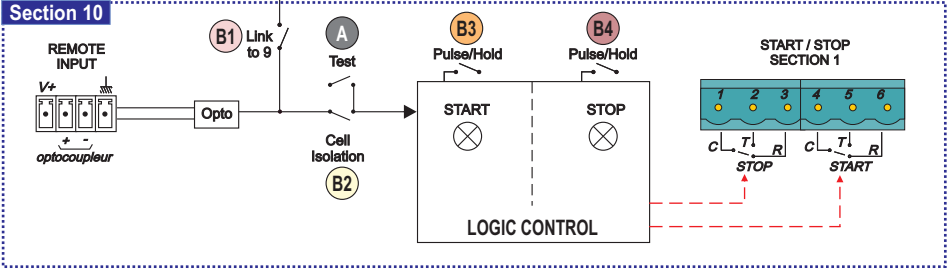 Section 10
REMOTE
INPUT
V+
+ -
optocoupleur
Opto
B1
Link
to 9
A
Test
Cell
Isolation
B2
B3
Pulse/Hold
B4
Pulse/Hold
START
STOP
LOGIC CONTROL
START / STOP
SECTION 1
1 2 3 4 5 6
C T R C T R
STOP START